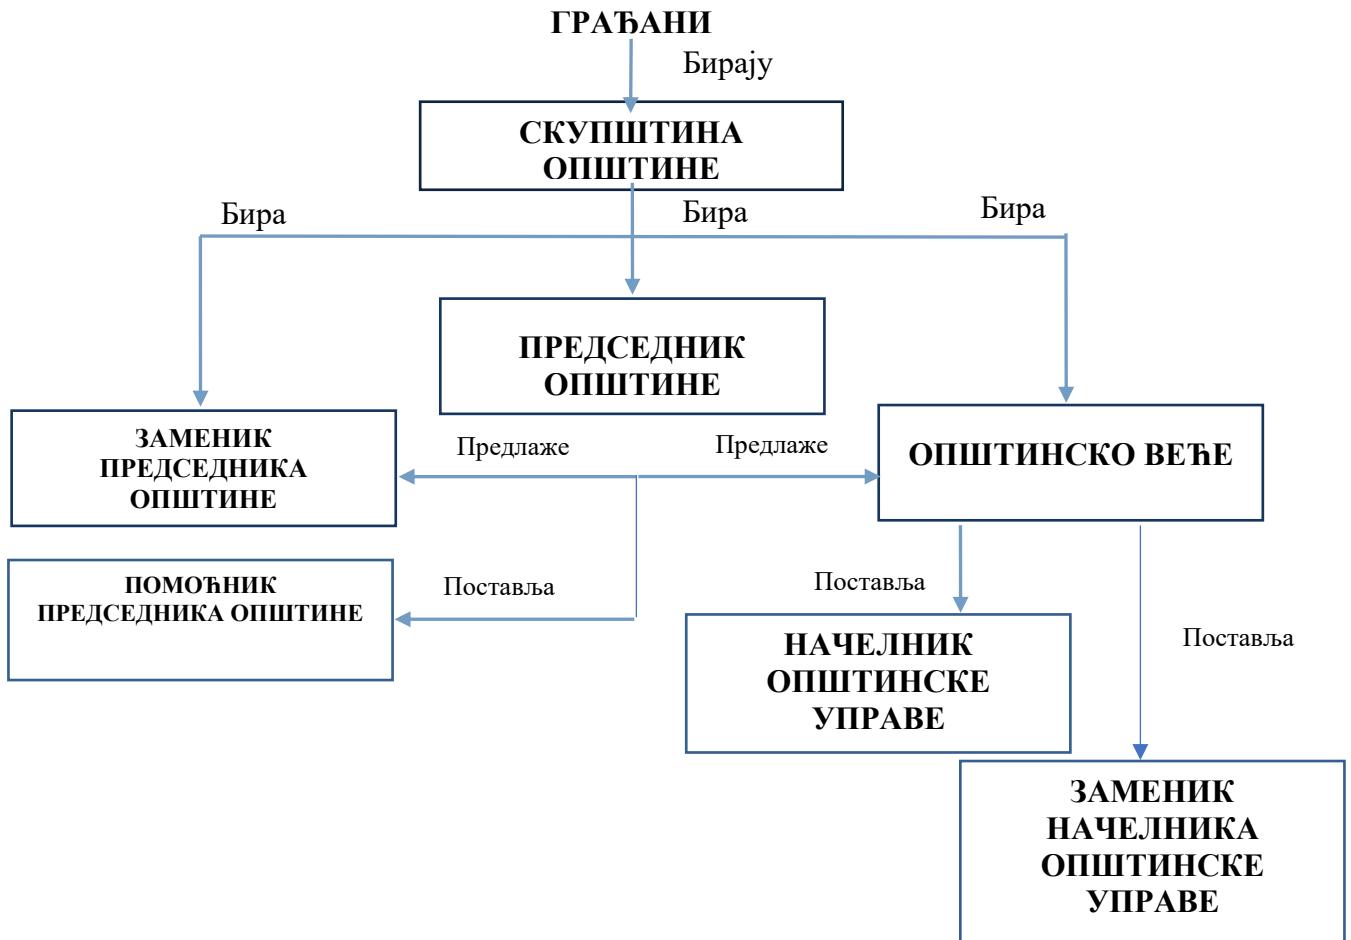 ГРАЂАНИ
Бирају
СКУПШТИНА
ОПШТИНЕ
Бира
Бира
Бира
ПРЕДСЕДНИК
ОПШТИНЕ
ЗАМЕНИК
ПРЕДСЕДНИКА
ОПШТИНЕ
Предлаже
Предлаже
ОПШТИНСКО ВЕЋЕ
ПОМОЋНИК
ПРЕДСЕДНИКА ОПШТИНЕ
Поставља
Поставља
НАЧЕЛНИК
ОПШТИНСКЕ
УПРАВЕ
Поставља
ЗАМЕНИК
НАЧЕЛНИКА
ОПШТИНСКЕ
УПРАВЕ